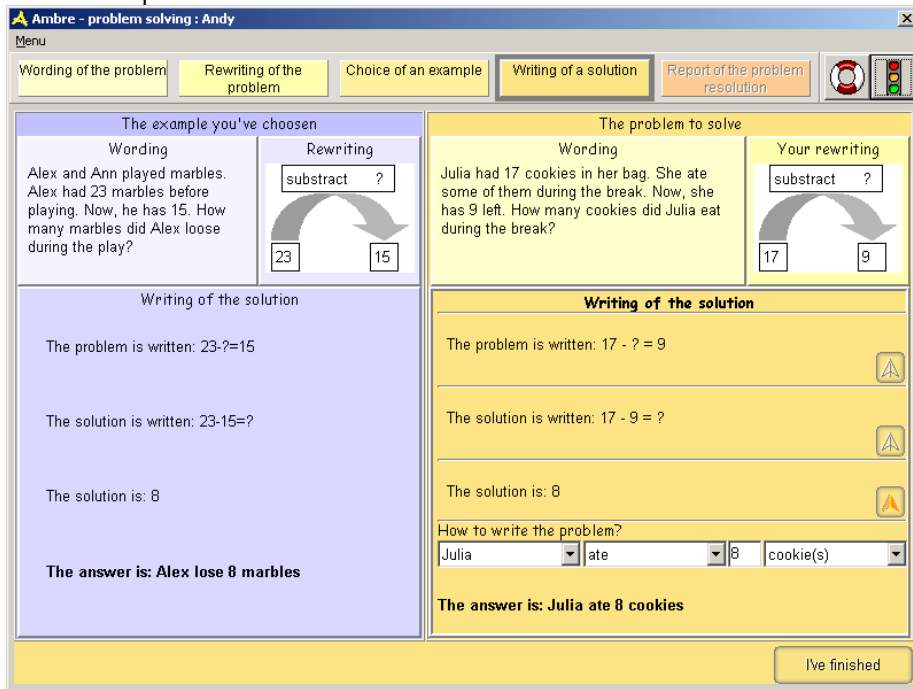 Ambre - problem solving : Andy
Menu
Wording of the problem
Rewriting of the
problem
Choice of an example
Writing of a solution
Report of the problem
resolution
The example you've choosen
Wording
Alex and Ann played marbles.
Alex had 23 marbles before
playing. Now, he has 15. How
many marbles did Alex loose
during the play?
Rewriting
substract ?
23 15
Writing of the solution
The problem is written: 23-?=15
The solution is written: 23-15=?
The solution is: 8
The answer is: Alex lose 8 marbles
The problem to solve
Wording
Julia had 17 cookies in her bag. She ate
some of them during the break. Now, she
has 9 left. How many cookies did Julia eat
during the break?
Your rewriting
substract ?
17 9
Writing of the solution
The problem is written: 17 - ? = 9
The solution is written: 17 - 9 = ?
The solution is: 8
How to write the problem?
Julia ate 8 cookie(s)
The answer is: Julia ate 8 cookies
I've finished